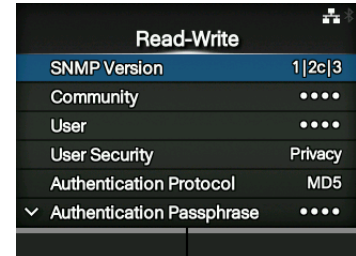 Read-Write
SNMP Version 1|2c|3
Community ••••
User ••••
User Security Privacy
Authentication Protocol MD5
Authentication Passphrase ••••